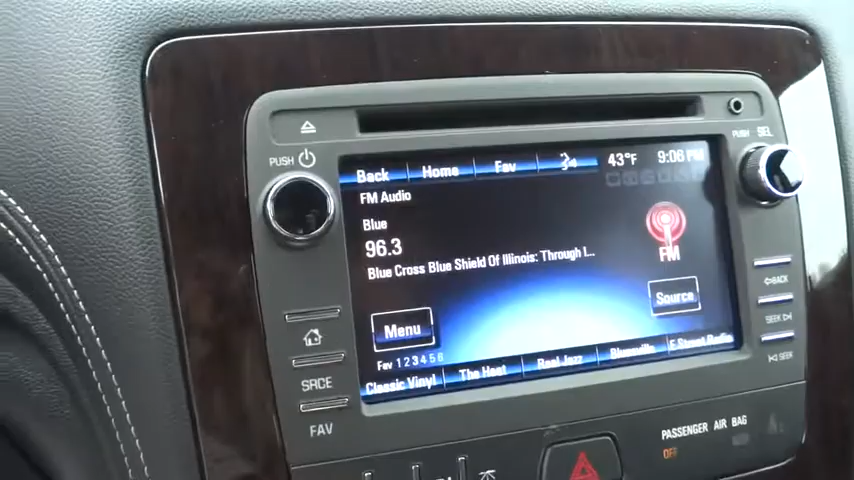 PUSH
PUSH SEL
Back Home Fav 43°F 9:06 PM
FM Audio
BLUE
96.3
Blue Cross Blue Shield Of Illinois: Through I...
FM
Menu
Source
Fav 1 2 3 4 5 6
Classic Vinyl The Heat Real Jazz Bluesville E Street Radio
SRCE
FAV
BACK
SEEK
SEEK
PASSENGER AIR BAG
OFF